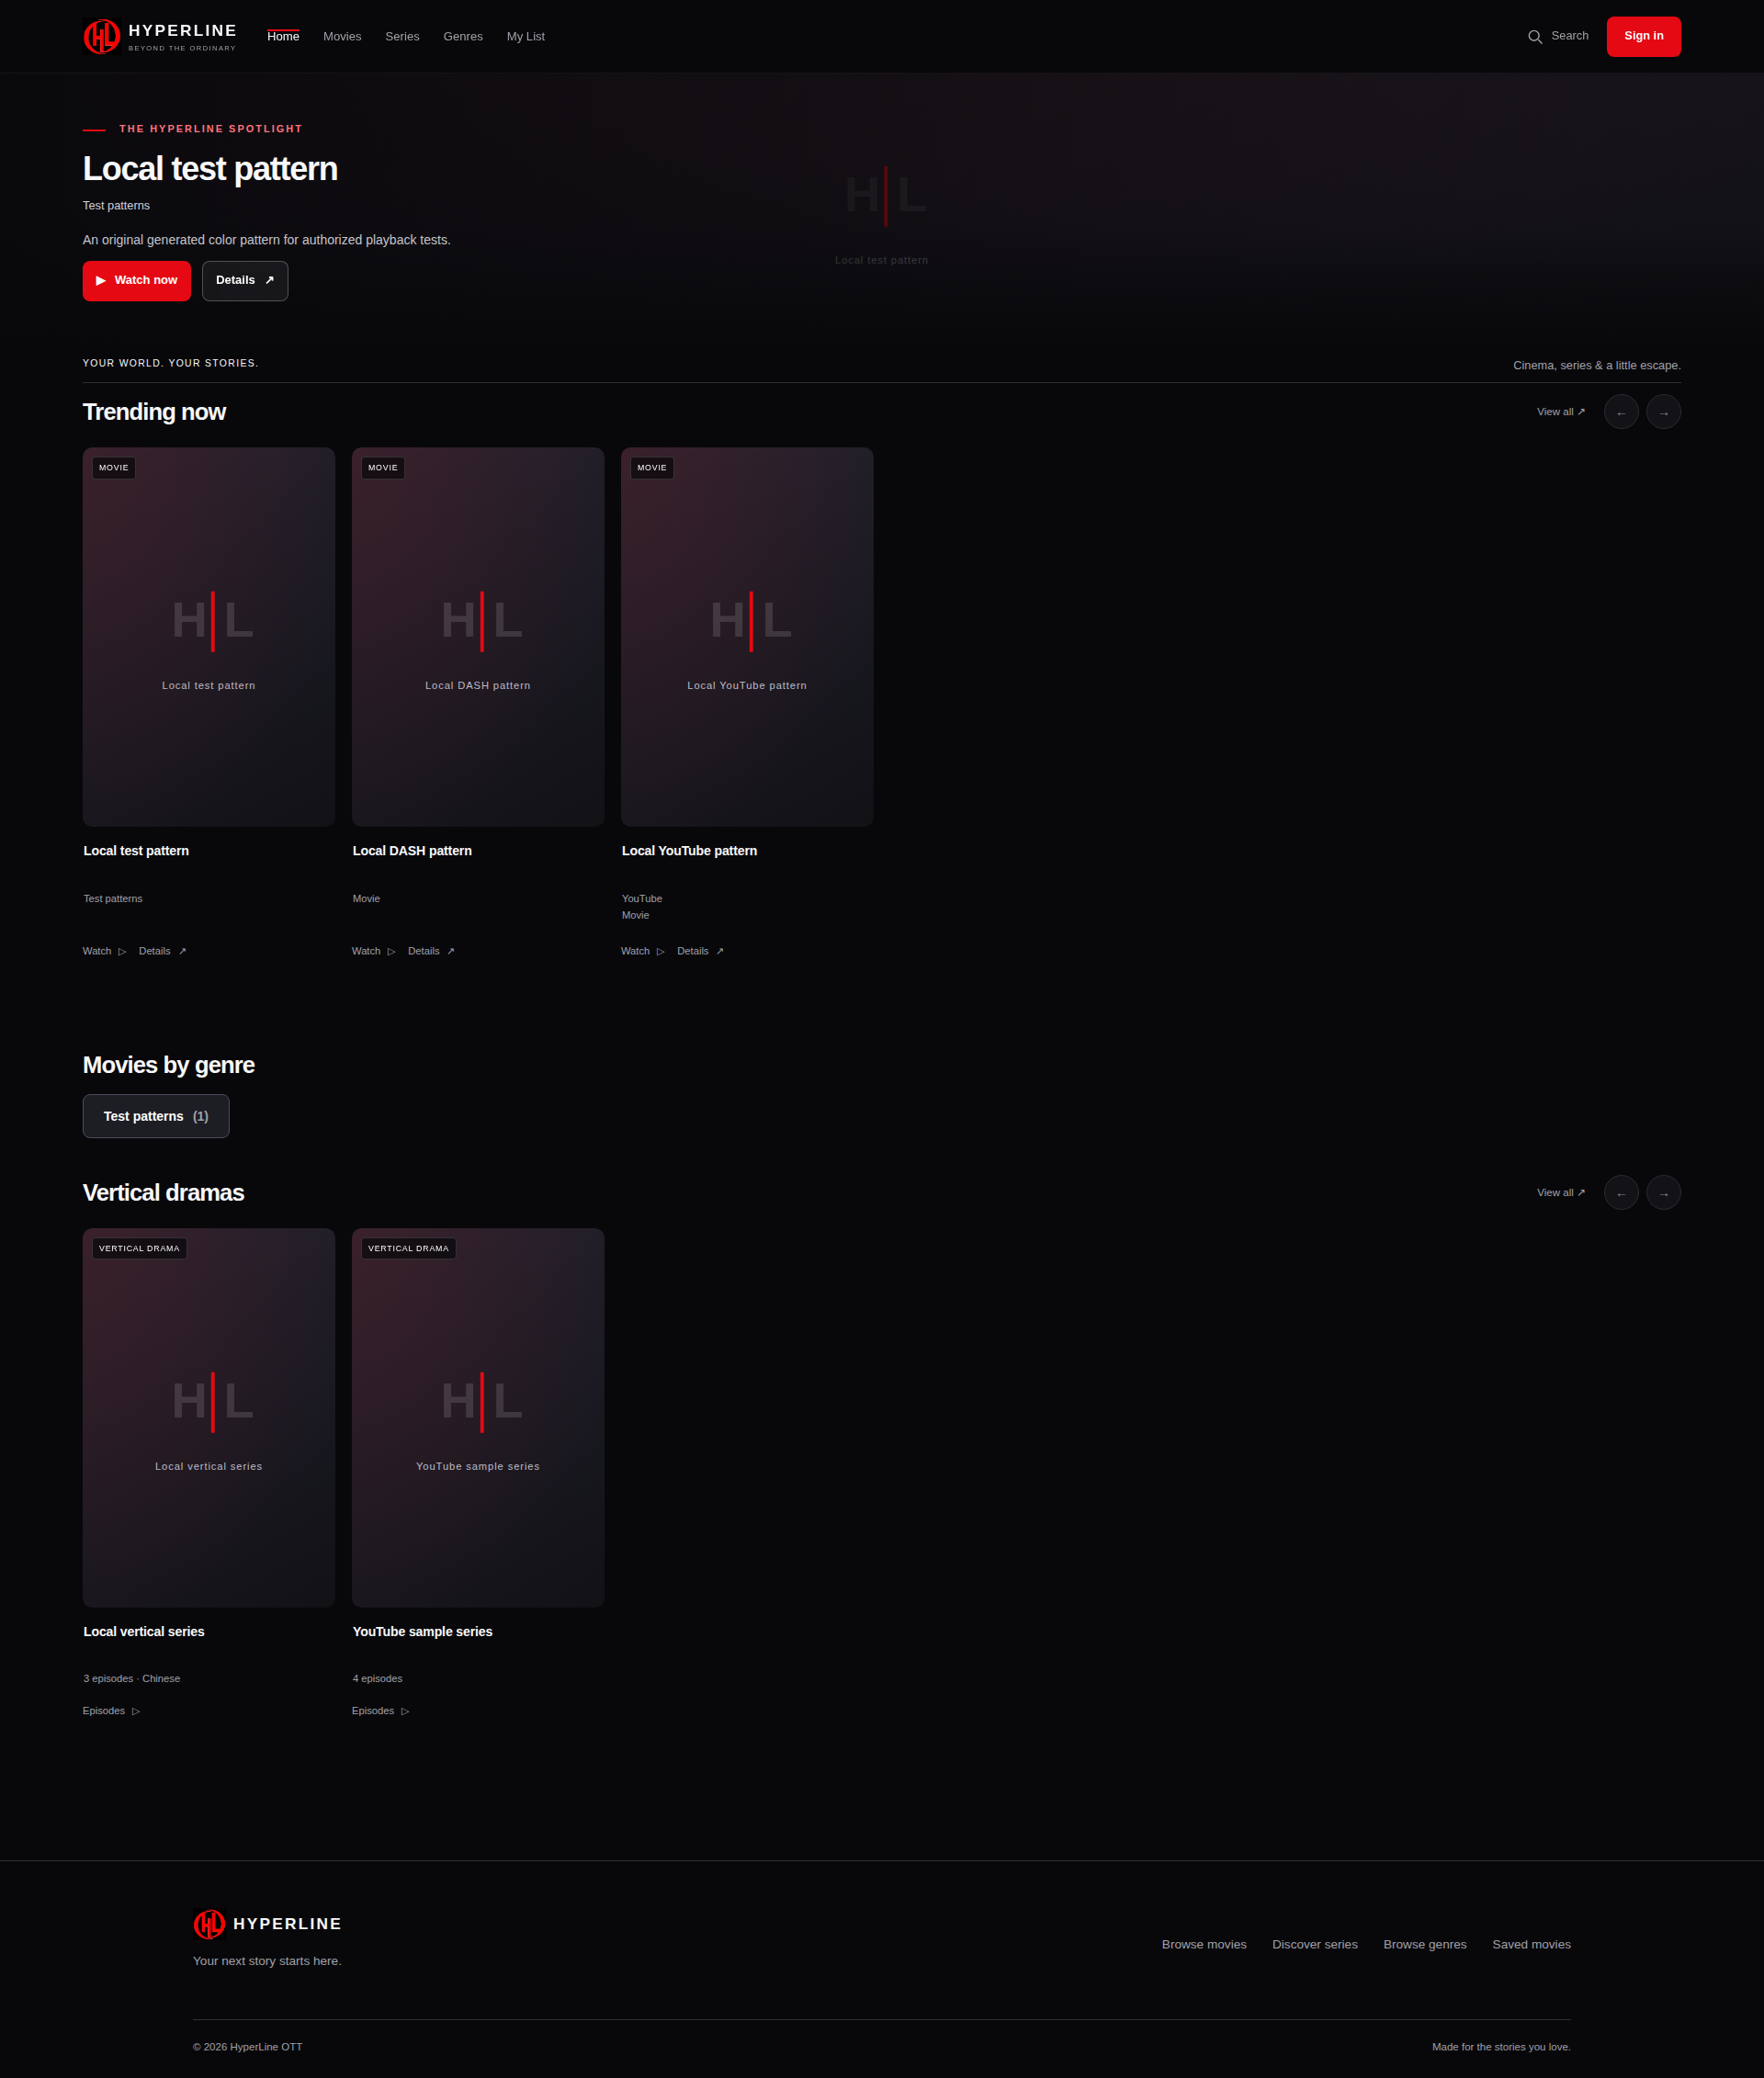 HYPERLINE
BEYOND THE ORDINARY
Home Movies Series Genres My List
Search Sign in
THE HYPERLINE SPOTLIGHT
Local test pattern
Test patterns
An original generated color pattern for authorized playback tests.
▶ Watch now Details ↗
H L
Local test pattern
YOUR WORLD. YOUR STORIES. Cinema, series & a little escape.
Trending now View all ↗ ← →
MOVIE MOVIE MOVIE
H L H L H L
Local test pattern Local DASH pattern Local YouTube pattern
Local test pattern Local DASH pattern Local YouTube pattern
Test patterns Movie YouTube
Movie
Watch ▷ Details ↗ Watch ▷ Details ↗ Watch ▷ Details ↗
Movies by genre
Test patterns (1)
Vertical dramas View all ↗ ← →
VERTICAL DRAMA VERTICAL DRAMA
H L H L
Local vertical series YouTube sample series
Local vertical series YouTube sample series
3 episodes · Chinese 4 episodes
Episodes ▷ Episodes ▷
HYPERLINE
Your next story starts here.
Browse movies Discover series Browse genres Saved movies
© 2026 HyperLine OTT Made for the stories you love.